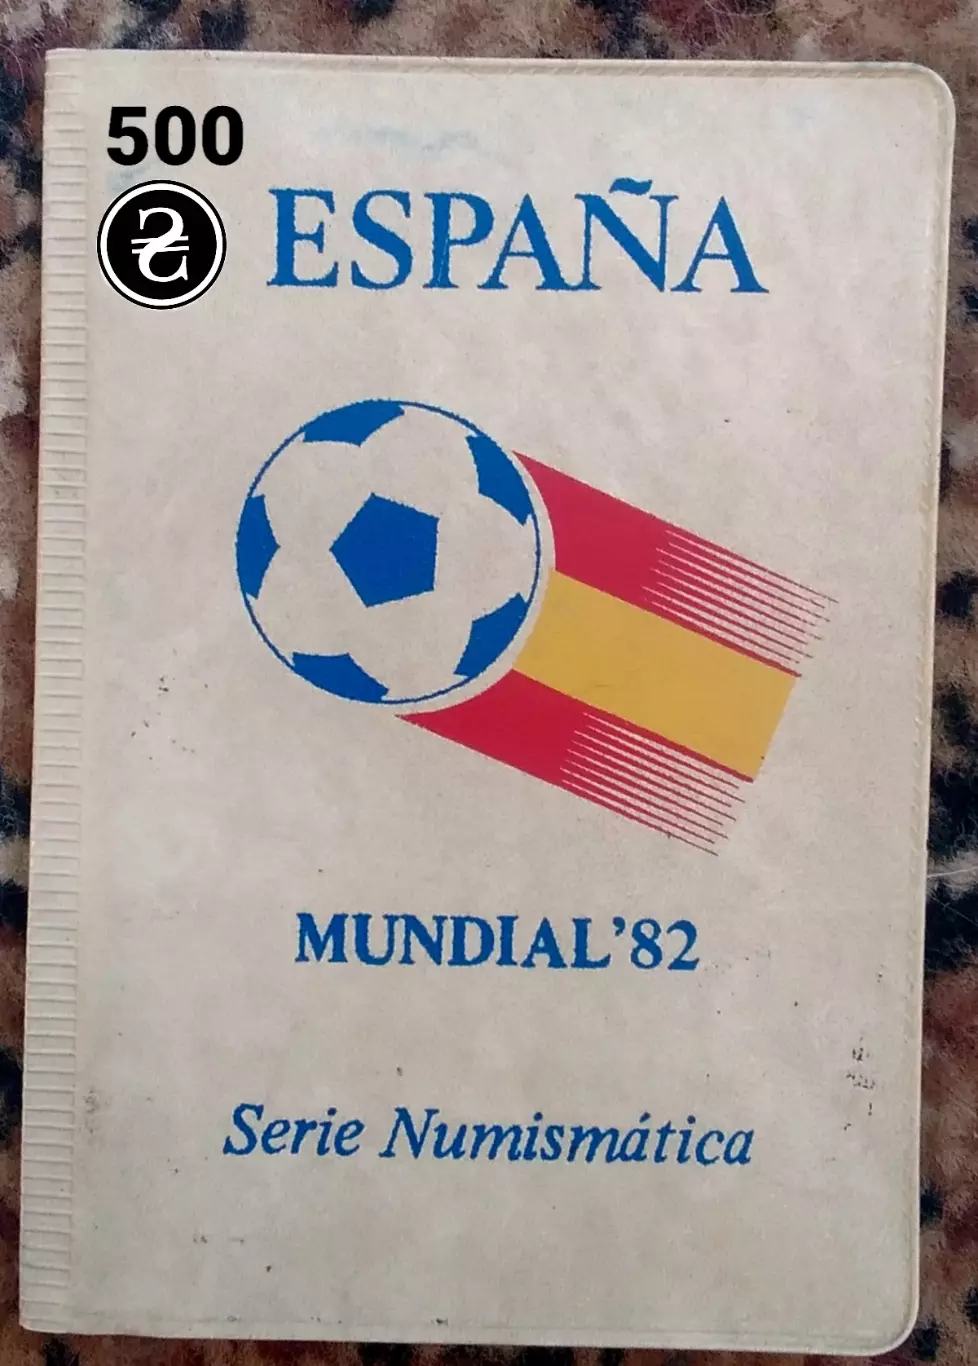 500
₴
ESPAÑA
MUNDIAL'82
Serie Numismática